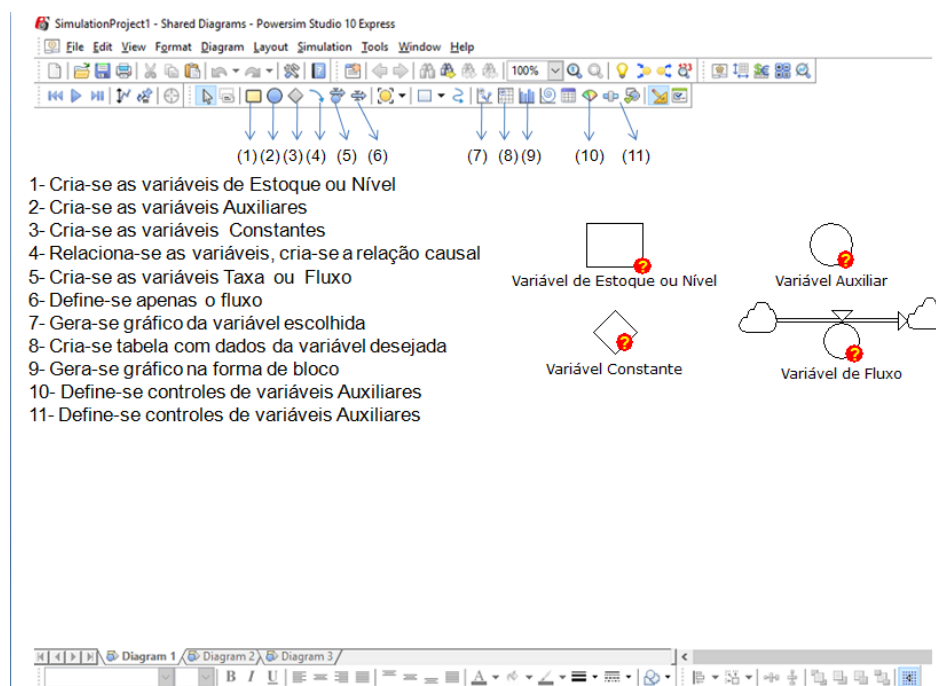 SimulationProject1 - Shared Diagrams - Powersim Studio 10 Express
File Edit View Format Diagram Layout Simulation Tools Window Help
100%
(1) (2) (3) (4) (5) (6) (7) (8) (9) (10) (11)
1- Cria-se as variáveis de Estoque ou Nível
2- Cria-se as variáveis Auxiliares
3- Cria-se as variáveis Constantes
4- Relaciona-se as variáveis, cria-se a relação causal
5- Cria-se as variáveis Taxa ou Fluxo
6- Define-se apenas o fluxo
7- Gera-se gráfico da variável escolhida
8- Cria-se tabela com dados da variável desejada
9- Gera-se gráfico na forma de bloco
10- Define-se controles de variáveis Auxiliares
11- Define-se controles de variáveis Auxiliares
?
Variável de Estoque ou Nível
?
Variável Auxiliar
?
Variável Constante
?
Variável de Fluxo
Diagram 1 Diagram 2 Diagram 3
B I U A